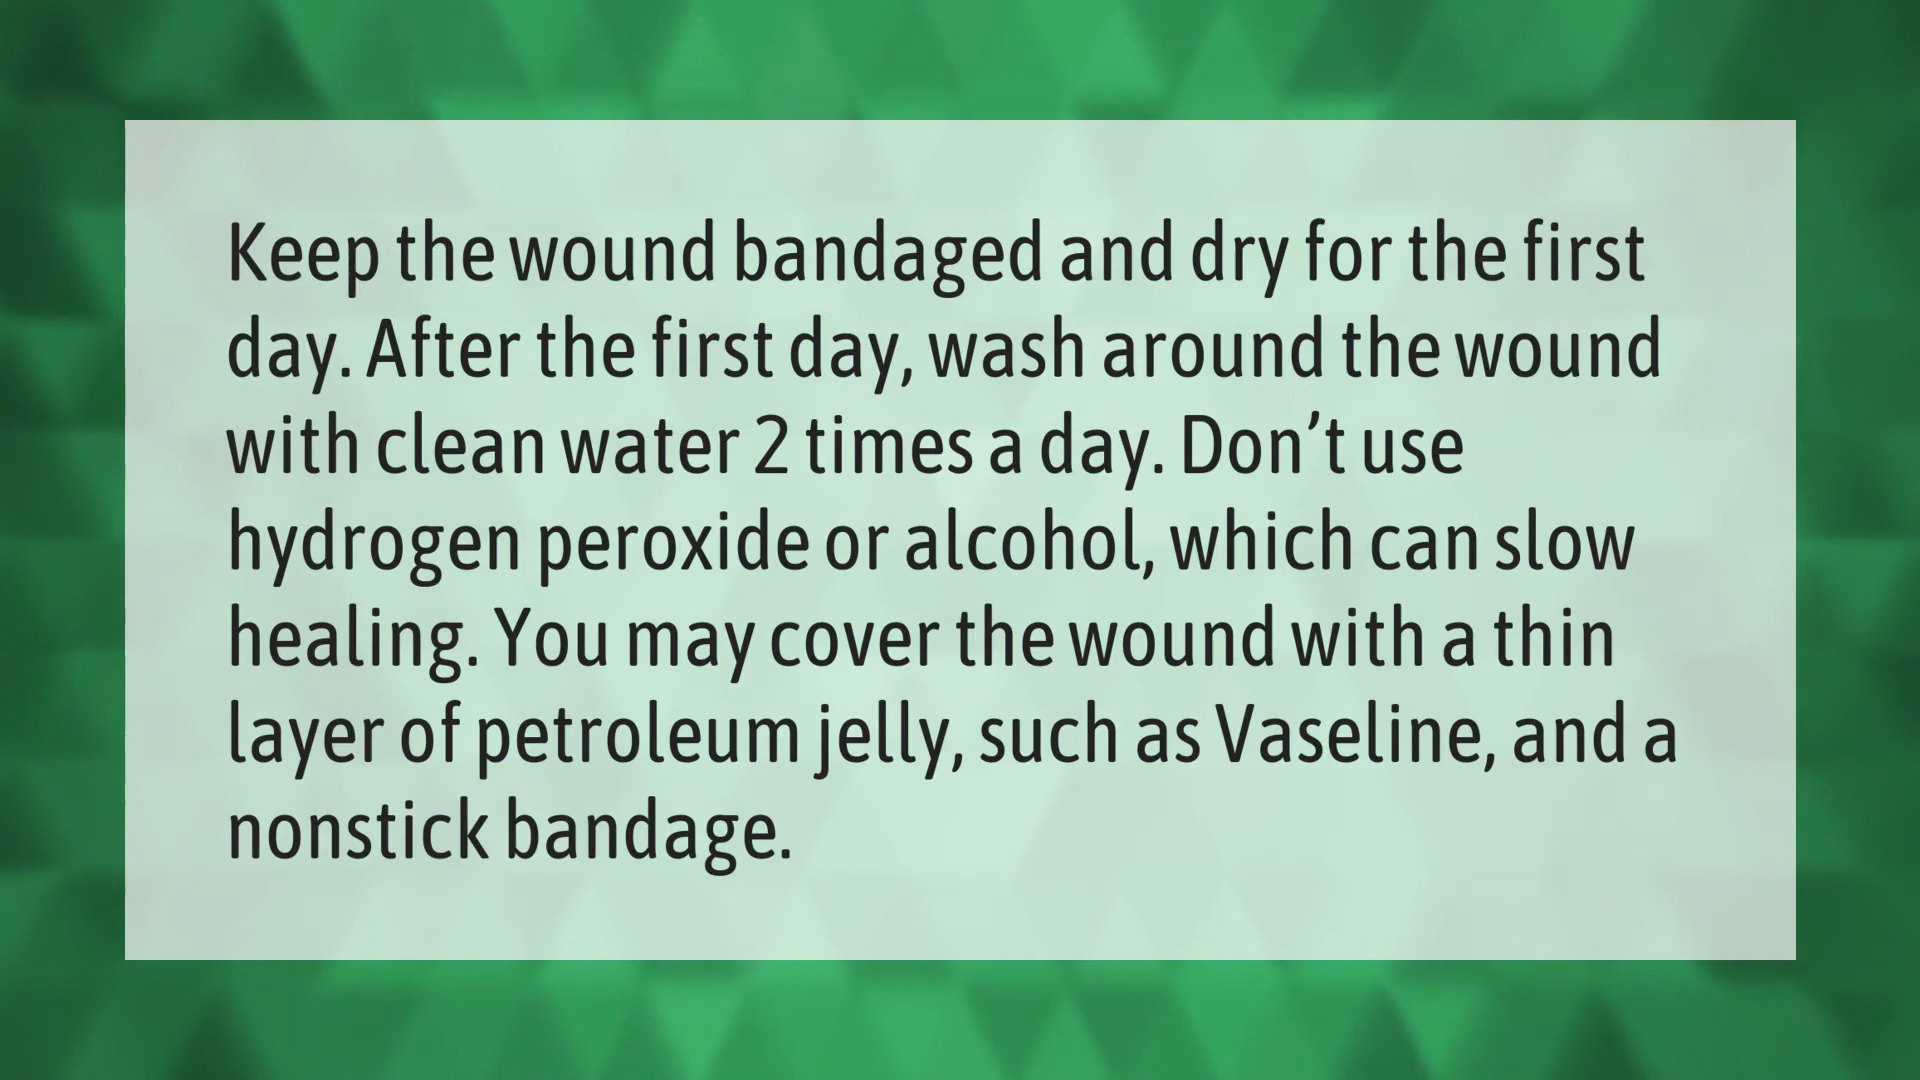 Keep the wound bandaged and dry for the first
day. After the first day, wash around the wound
with clean water 2 times a day. Don’t use
hydrogen peroxide or alcohol, which can slow
healing. You may cover the wound with a thin
layer of petroleum jelly, such as Vaseline, and a
nonstick bandage.